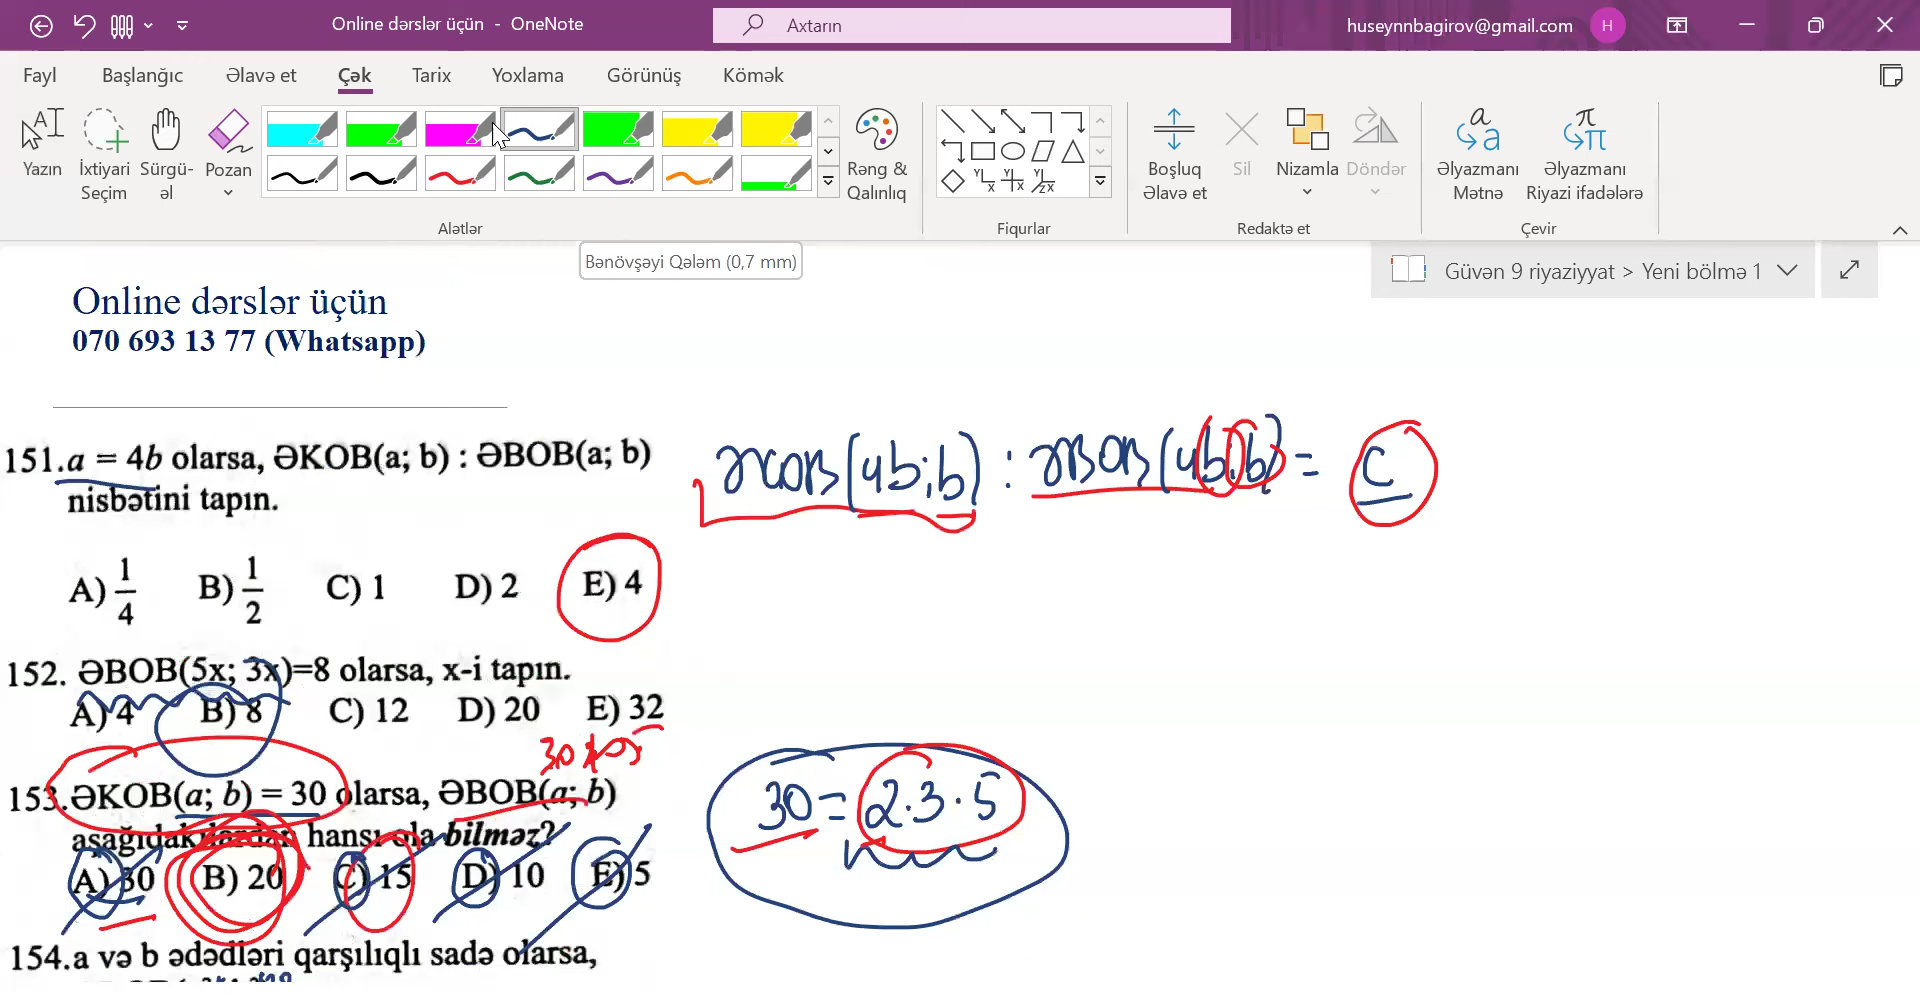 Online dərslər üçün - OneNote
Axtarın
huseynnbagirov@gmail.com
H
Fayl Başlanğıc Əlavə et Çək Tarix Yoxlama Görünüş Kömək
Yazın
İxtiyari Seçim
Sürgü-əl
Pozan
Rəng & Qalınlıq
Boşluq Əlavə et
Sil
Nizamla
Döndər
Əlyazmanı Mətnə
Əlyazmanı Riyazi ifadələrə
Alətlər
Fiqurlar
Redaktə et
Çevir
Bənövşəyi Qələm (0,7 mm)
Güvən 9 riyaziyyat > Yeni bölmə 1
Online dərslər üçün
070 693 13 77 (Whatsapp)
151.a = 4b olarsa, ƏKOB(a; b) : ƏBOB(a; b)
nisbətini tapın.
ƏKOB(4b;b) : ƏBOB(4b;b) =
A) 1/4 B) 1/2 C) 1 D) 2 E) 4
152. ƏBOB(5x; 3x)=8 olarsa, x-i tapın.
A) 4 B) 8 C) 12 D) 20 E) 32
153.ƏKOB(a; b) = 30 olarsa, ƏBOB(a; b)
aşağıdakılardan hansı ola bilməz?
30 = 2·3·5
A) 30 B) 20 C) 15 D) 10 E) 5
154.a və b ədədləri qarşılıqlı sadə olarsa,